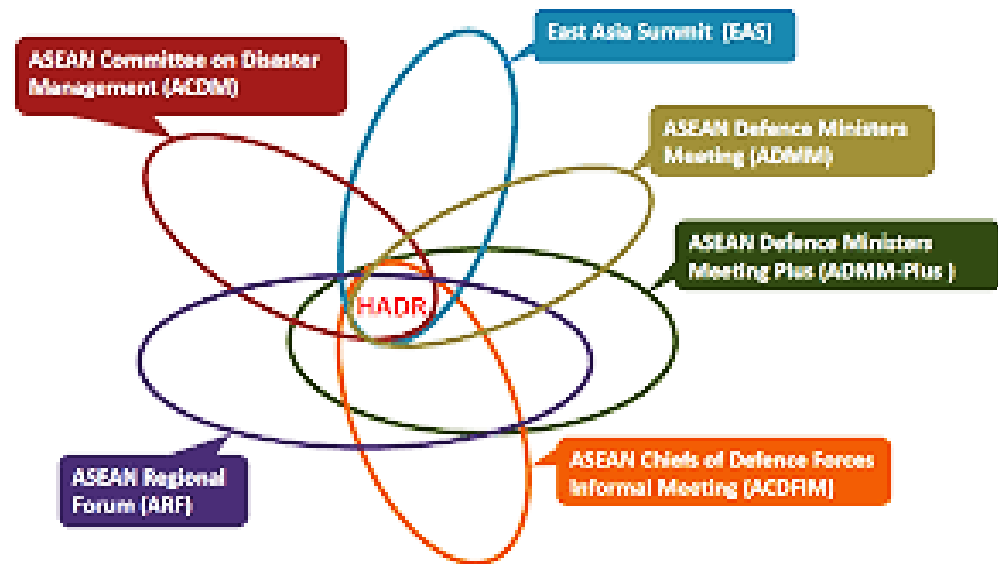 East Asia Summit (EAS)
ASEAN Committee on Disaster
Management (ACDM)
ASEAN Defence Ministers
Meeting (ADMM)
ASEAN Defence Ministers
Meeting Plus (ADMM-Plus )
HADR
ASEAN Regional
Forum (ARF)
ASEAN Chiefs of Defence Forces
Informal Meeting (ACDFIM)